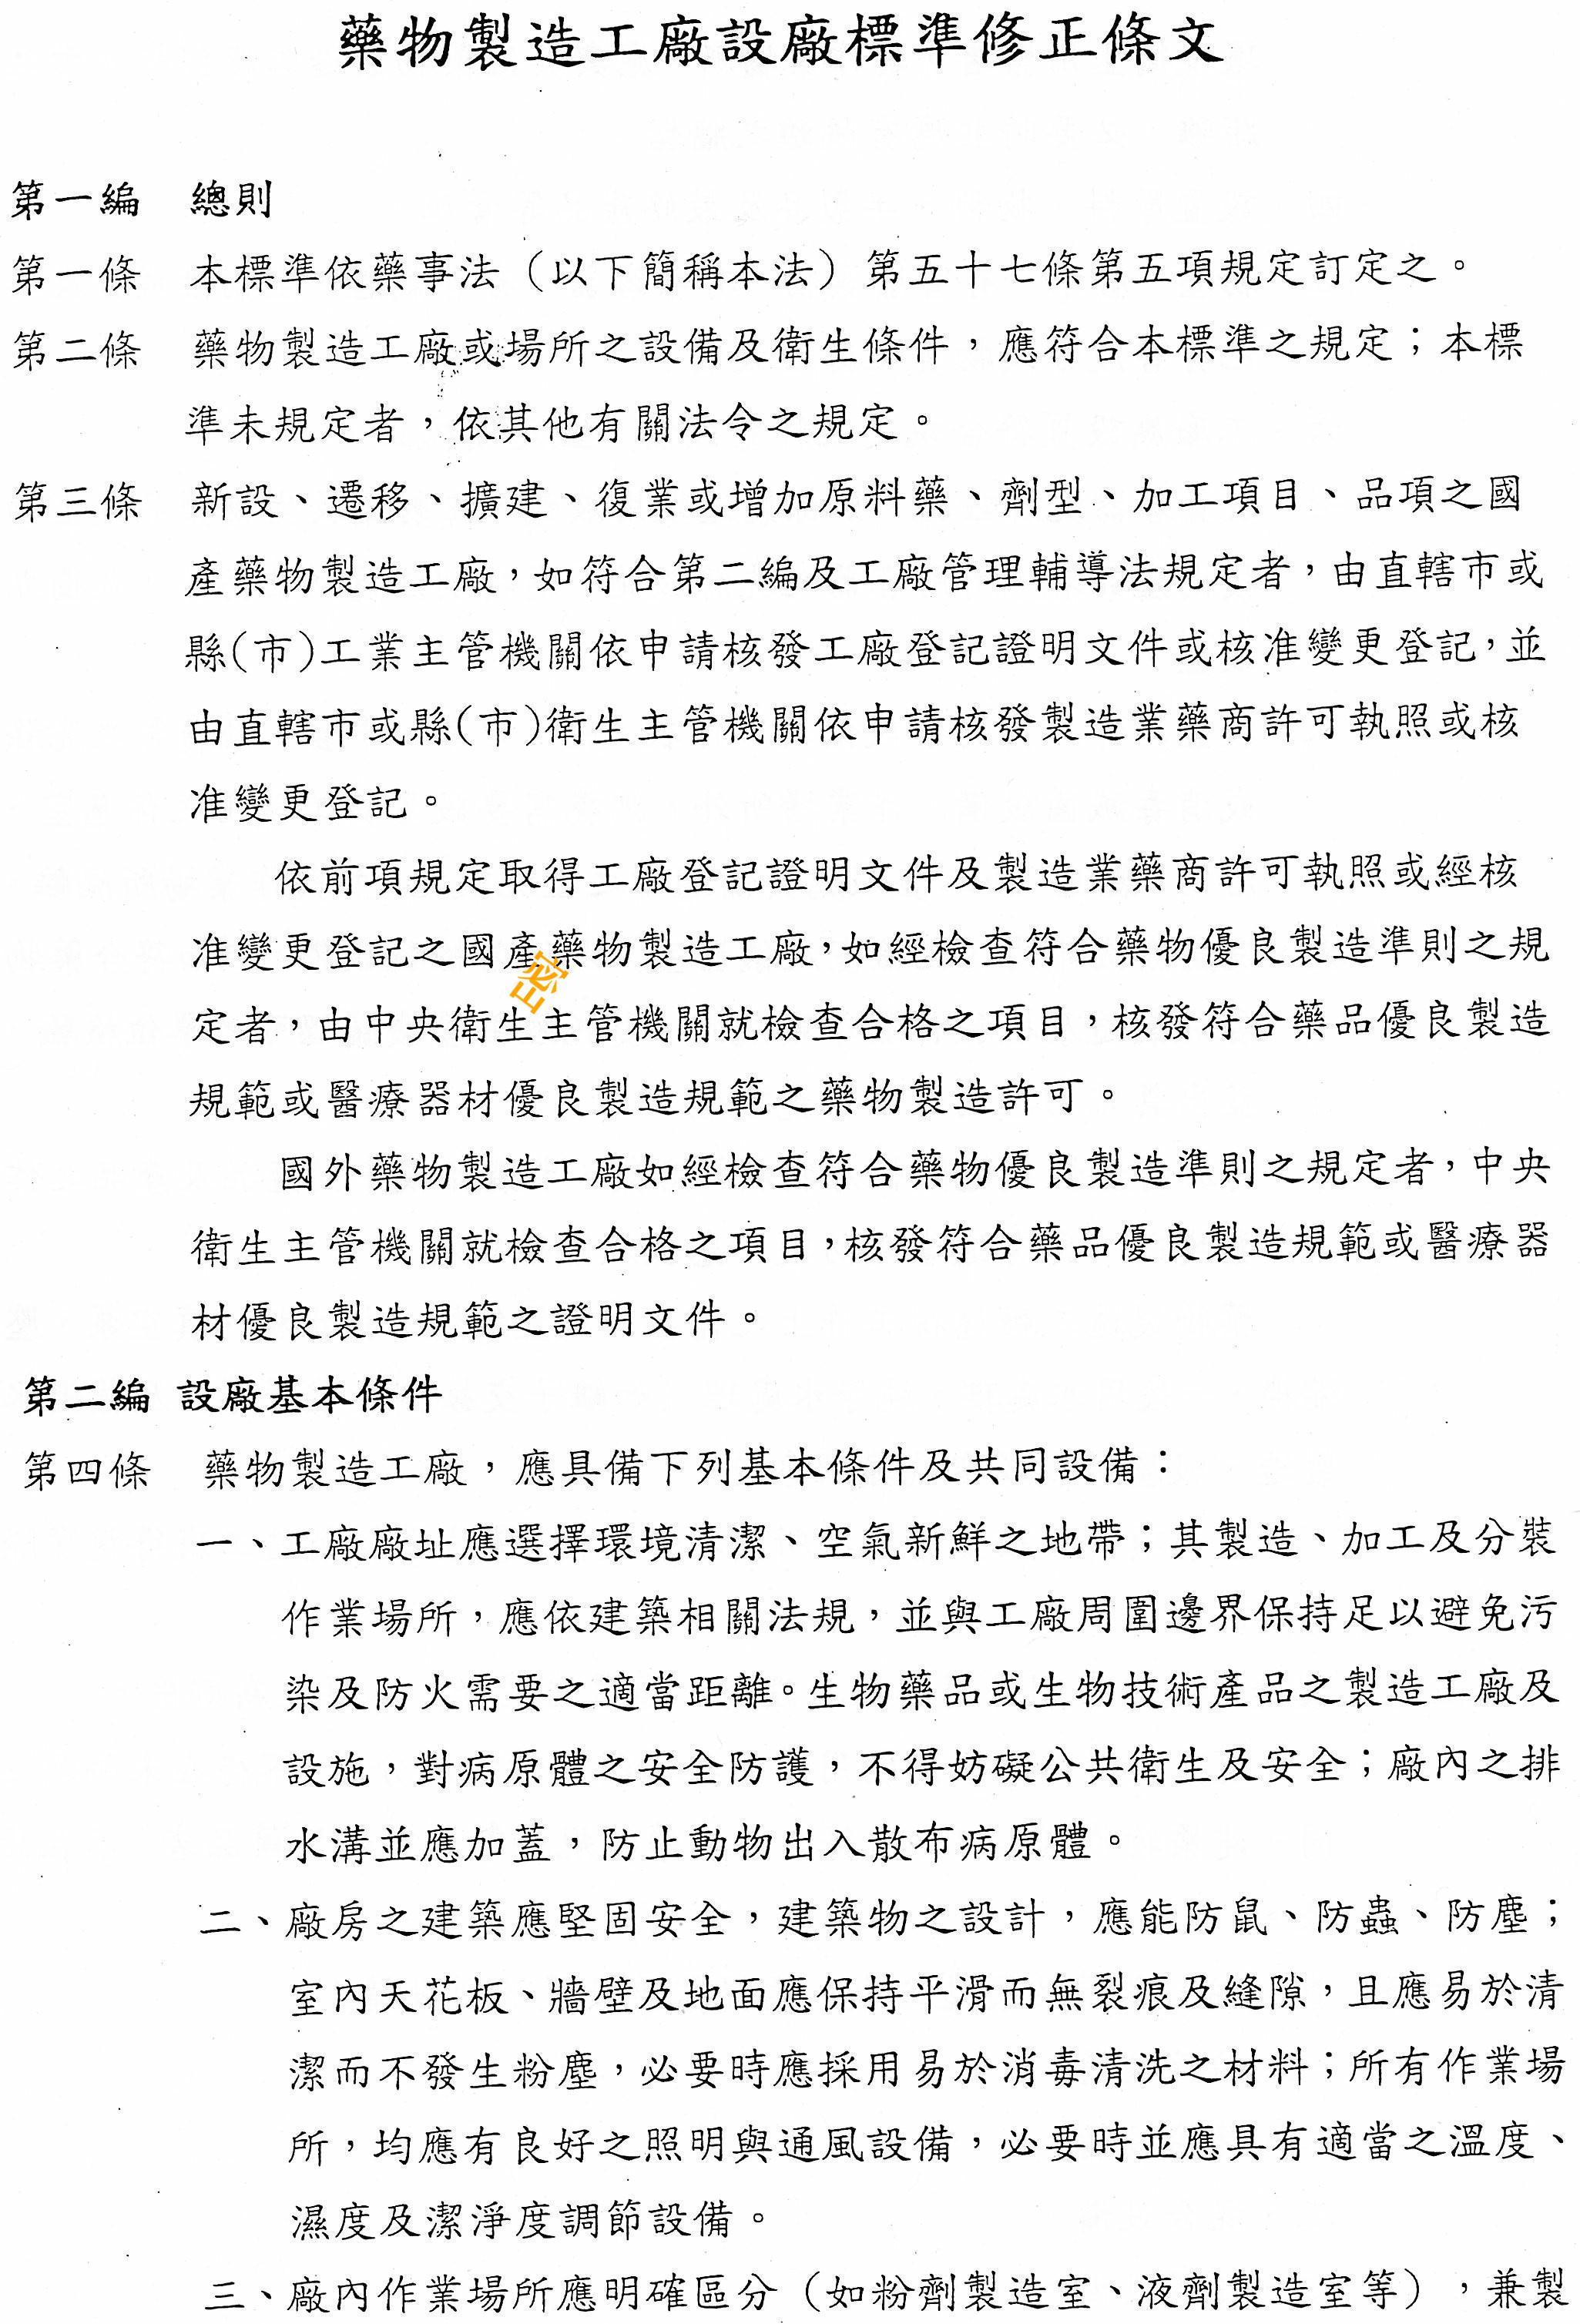 藥物製造工廠設廠標準修正條文
第一編 總則
第一條 本標準依藥事法（以下簡稱本法）第五十七條第五項規定訂定之。
第二條 藥物製造工廠或場所之設備及衛生條件，應符合本標準之規定；本標
準未規定者，依其他有關法令之規定。
第三條 新設、遷移、擴建、復業或增加原料藥、劑型、加工項目、品項之國
產藥物製造工廠，如符合第二編及工廠管理輔導法規定者，由直轄市或
縣(市)工業主管機關依申請核發工廠登記證明文件或核准變更登記，並
由直轄市或縣(市)衛生主管機關依申請核發製造業藥商許可執照或核
准變更登記。
依前項規定取得工廠登記證明文件及製造業藥商許可執照或經核
准變更登記之國產藥物製造工廠，如經檢查符合藥物優良製造準則之規
密
定者，由中央衛生主管機關就檢查合格之項目，核發符合藥品優良製造
規範或醫療器材優良製造規範之藥物製造許可。
國外藥物製造工廠如經檢查符合藥物優良製造準則之規定者，中央
衛生主管機關就檢查合格之項目，核發符合藥品優良製造規範或醫療器
材優良製造規範之證明文件。
第二編 設廠基本條件
第四條 藥物製造工廠，應具備下列基本條件及共同設備：
一、工廠廠址應選擇環境清潔、空氣新鮮之地帶；其製造、加工及分裝
作業場所，應依建築相關法規，並與工廠周圍邊界保持足以避免污
染及防火需要之適當距離。生物藥品或生物技術產品之製造工廠及
設施，對病原體之安全防護，不得妨礙公共衛生及安全；廠內之排
水溝並應加蓋，防止動物出入散布病原體。
二、廠房之建築應堅固安全，建築物之設計，應能防鼠、防蟲、防塵；
室內天花板、牆壁及地面應保持平滑而無裂痕及縫隙，且應易於清
潔而不發生粉塵，必要時應採用易於消毒清洗之材料；所有作業場
所，均應有良好之照明與通風設備，必要時並應具有適當之溫度、
濕度及潔淨度調節設備。
三、廠內作業場所應明確區分（如粉劑製造室、液劑製造室等），兼製